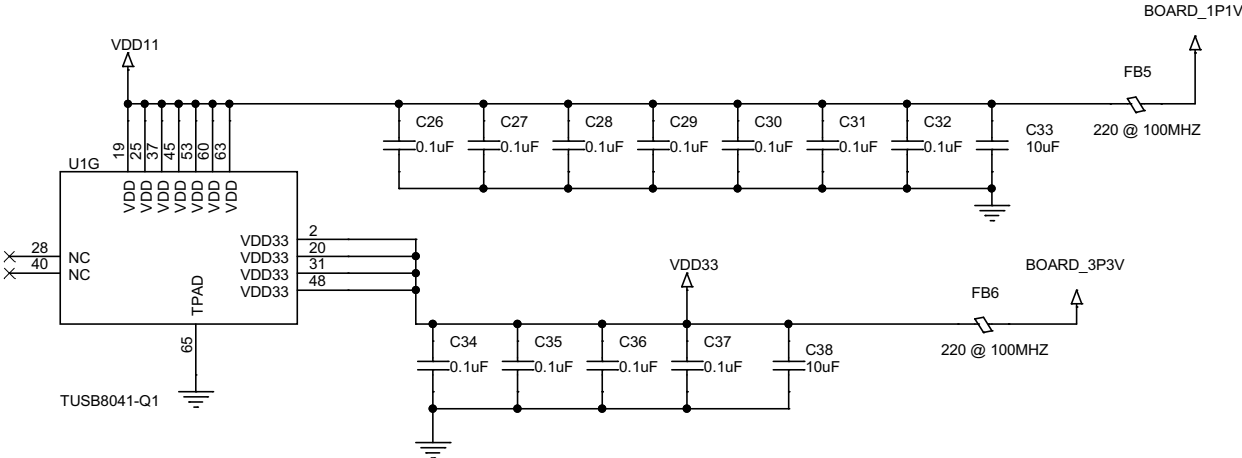 BOARD_1P1V
VDD11
FB5
220 @ 100MHZ
C26
0.1uF
C27
0.1uF
C28
0.1uF
C29
0.1uF
C30
0.1uF
C31
0.1uF
C32
0.1uF
C33
10uF
19
25
37
45
53
60
63
U1G
VDD
VDD
VDD
VDD
VDD
VDD
VDD
28
NC
40
NC
VDD33
2
VDD33
20
VDD33
31
VDD33
48
TPAD
65
TUSB8041-Q1
VDD33
BOARD_3P3V
FB6
220 @ 100MHZ
C34
0.1uF
C35
0.1uF
C36
0.1uF
C37
0.1uF
C38
10uF